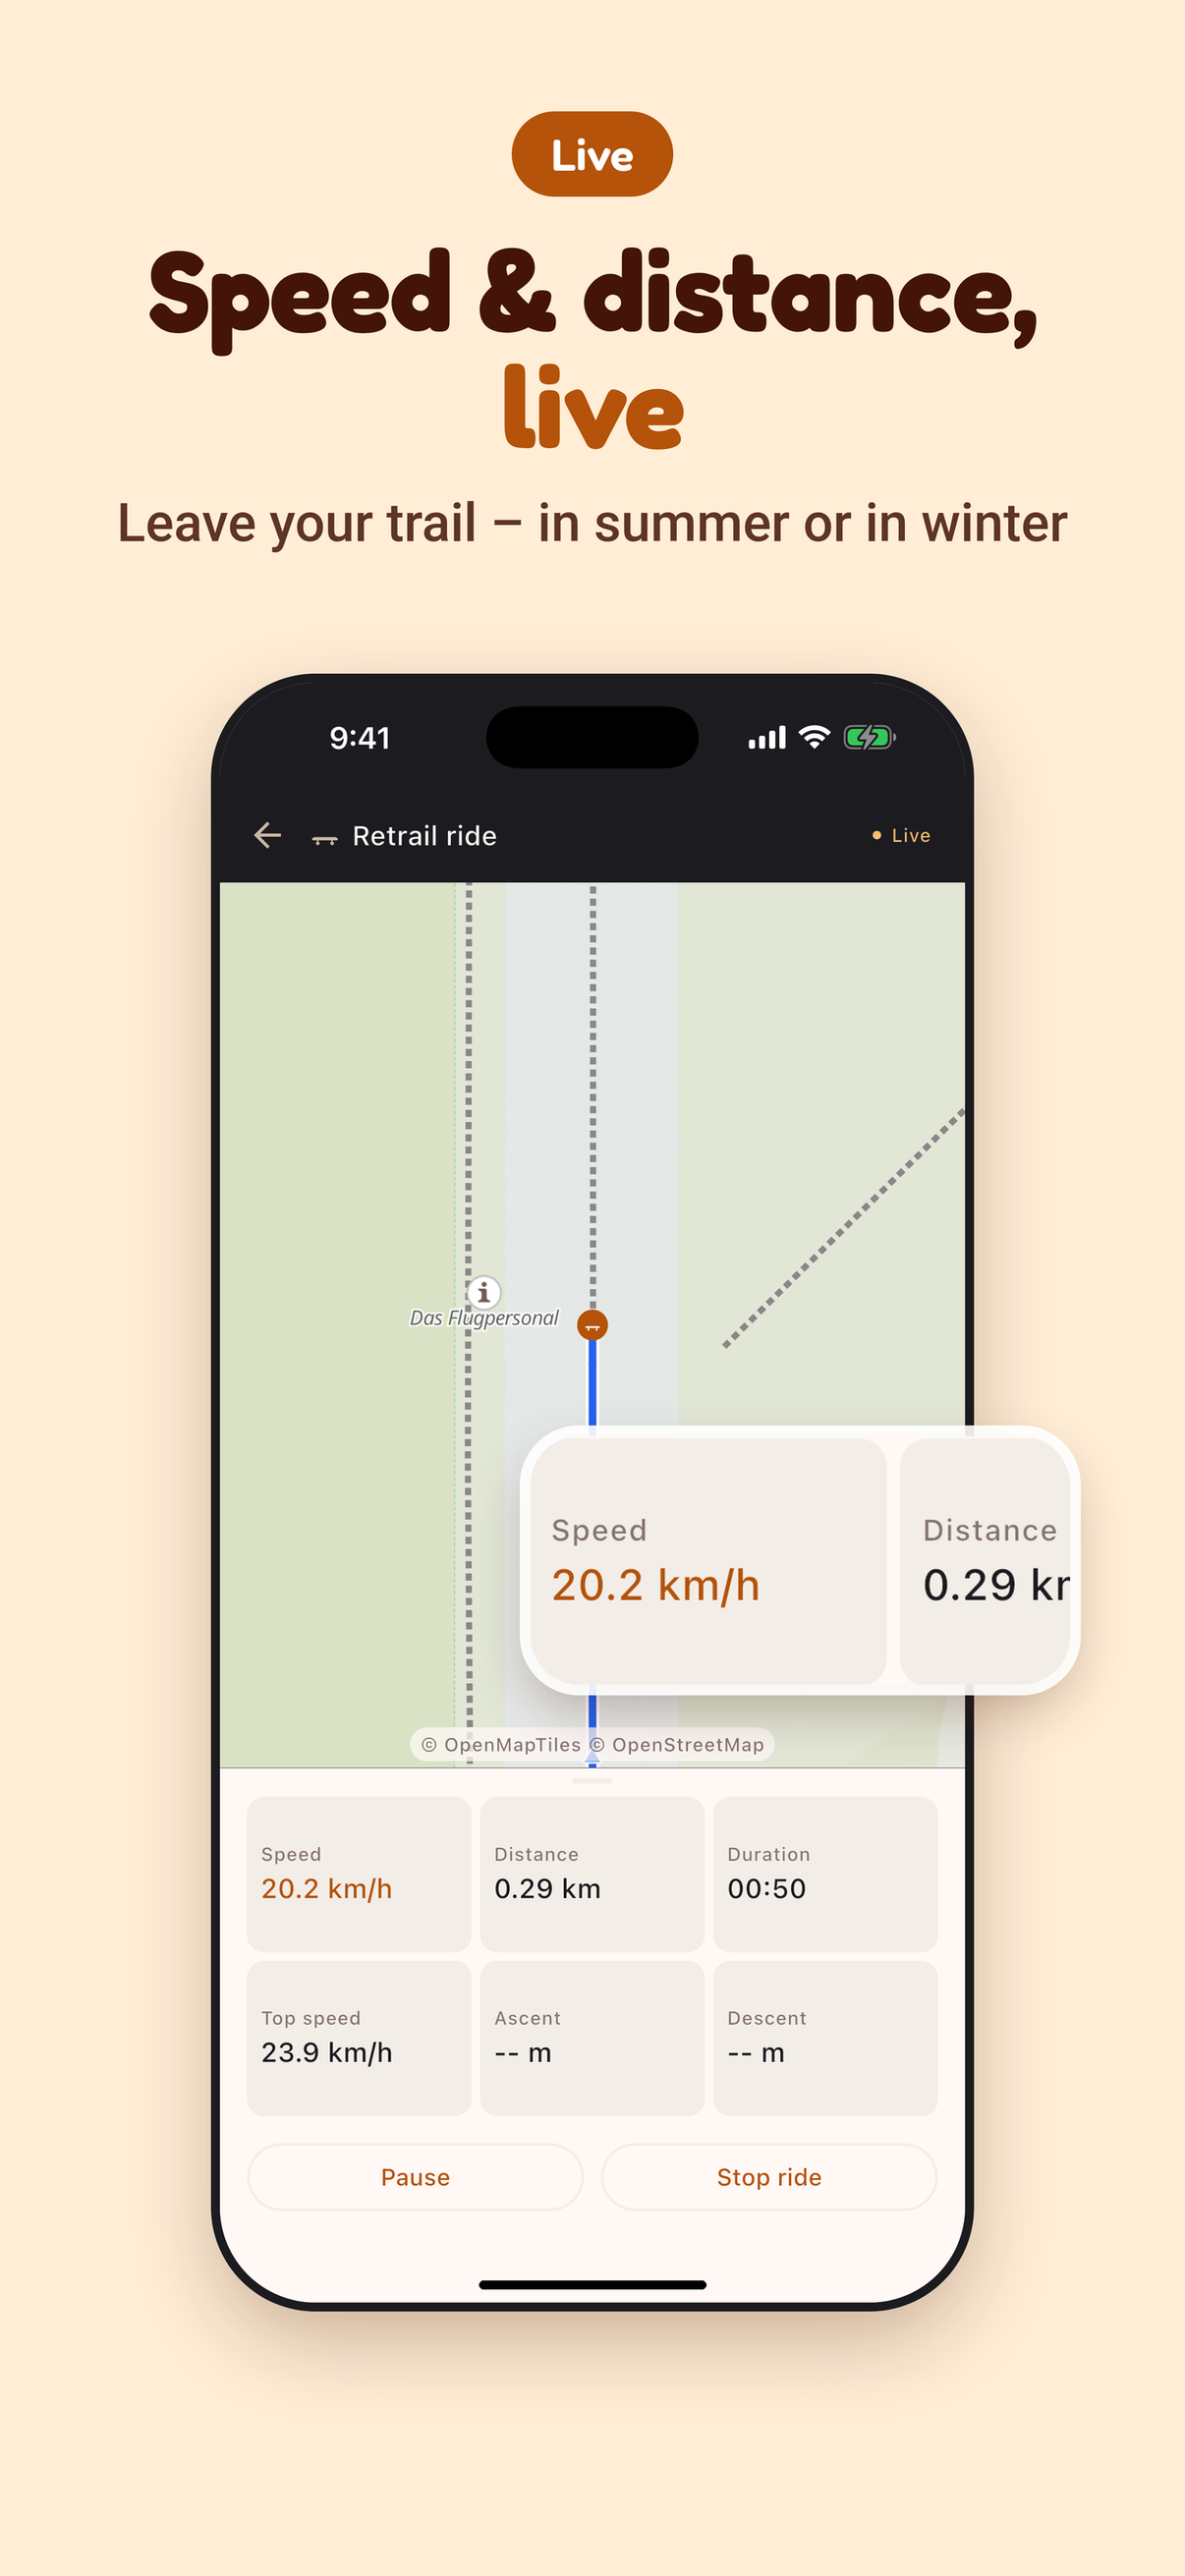 Live
Speed & distance,
live
Leave your trail – in summer or in winter
9:41
Retrail ride
Live
Das Flugpersonal
Speed
Distance
20.2 km/h
0.29 kr
© OpenMapTiles © OpenStreetMap
Speed
Distance
Duration
20.2 km/h
0.29 km
00:50
Top speed
Ascent
Descent
23.9 km/h
-- m
-- m
Pause
Stop ride